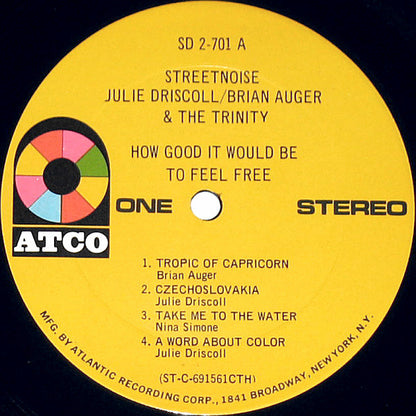 SD 2-701 A
STREETNOISE
JULIE DRISCOLL/BRIAN AUGER
& THE TRINITY
HOW GOOD IT WOULD BE
TO FEEL FREE
ONE
STEREO
ATCO
1. TROPIC OF CAPRICORN
Brian Auger
2. CZECHOSLOVAKIA
Julie Driscoll
3. TAKE ME TO THE WATER
Nina Simone
4. A WORD ABOUT COLOR
Julie Driscoll
(ST-C-691561CTH)
MFG. BY ATLANTIC RECORDING CORP., 1841 BROADWAY, NEW YORK, N.Y.